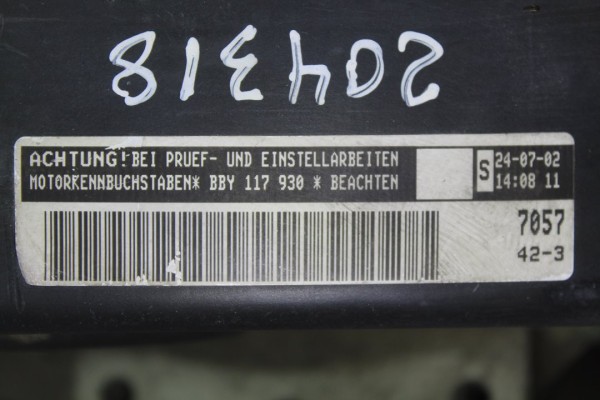 204318
ACHTUNG! BEI PRUEF- UND EINSTELLARBEITEN
MOTORKENNBUCHSTABEN* BBY 117 930 * BEACHTEN
S
24-07-02
14:08 11
7057
42-3